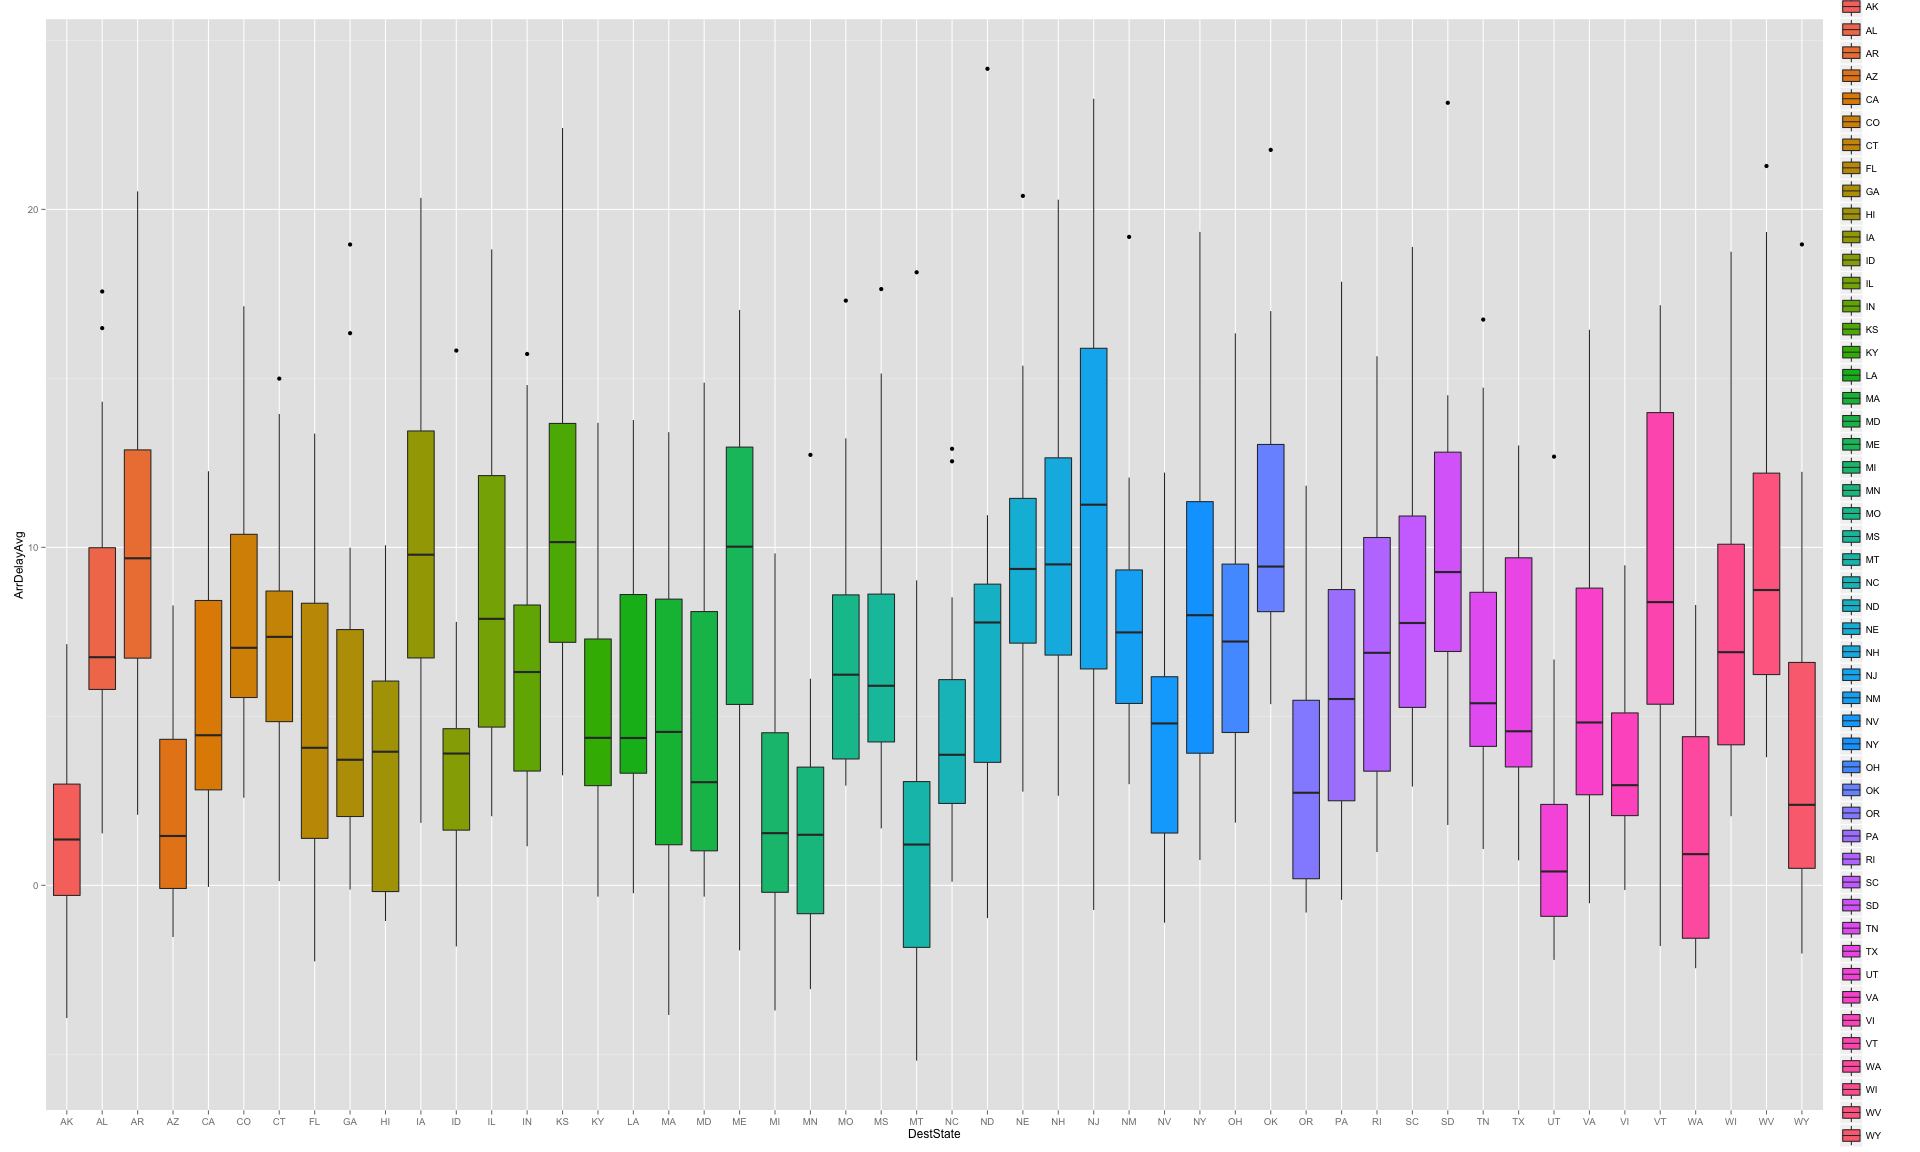 ArrDelayAvg
20
10
0
AK AL AR AZ CA CO CT FL GA HI IA ID IL IN KS KY LA MA MD ME MI MN MO MS MT NC ND NE NH NJ NM NV NY OH OK OR PA RI SC SD TN TX UT VA VI VT WA WI WV WY
DestState
AK
AL
AR
AZ
CA
CO
CT
FL
GA
HI
IA
ID
IL
IN
KS
KY
LA
MA
MD
ME
MI
MN
MO
MS
MT
NC
ND
NE
NH
NJ
NM
NV
NY
OH
OK
OR
PA
RI
SC
SD
TN
TX
UT
VA
VI
VT
WA
WI
WV
WY